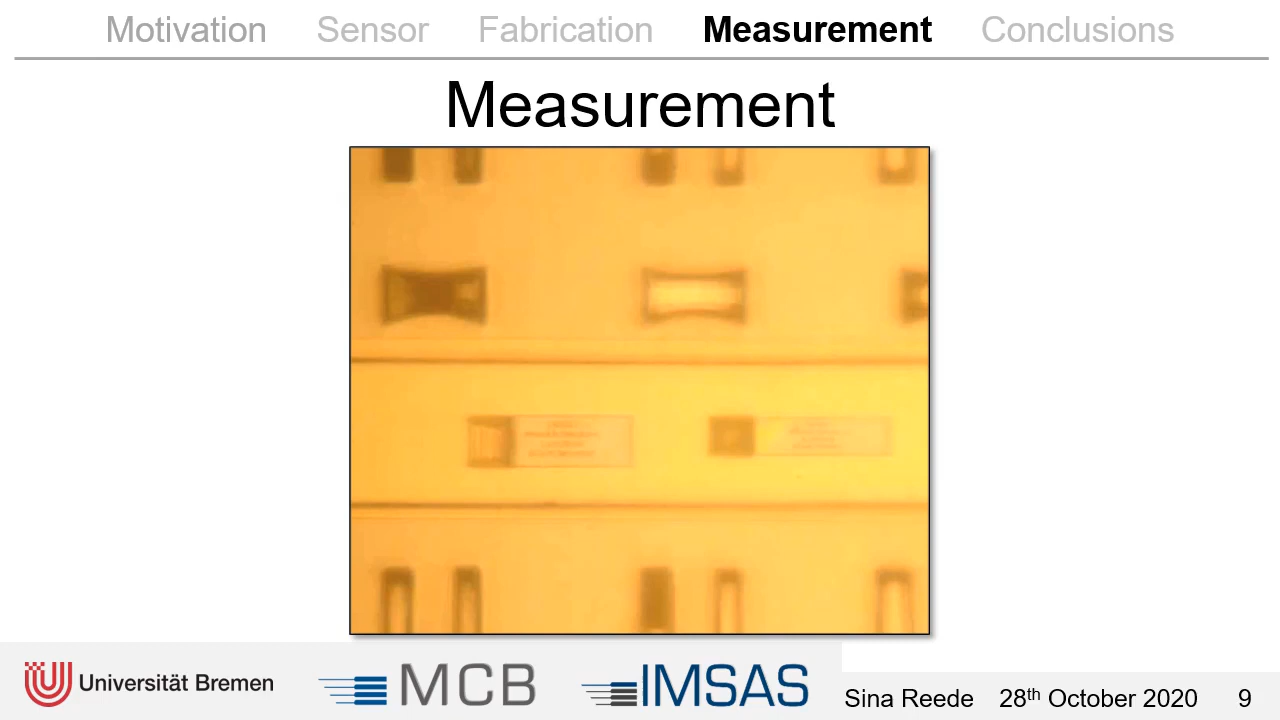 Motivation Sensor Fabrication Measurement Conclusions
Measurement
Universität Bremen
MCB
IMSAS
Sina Reede 28th October 2020 9